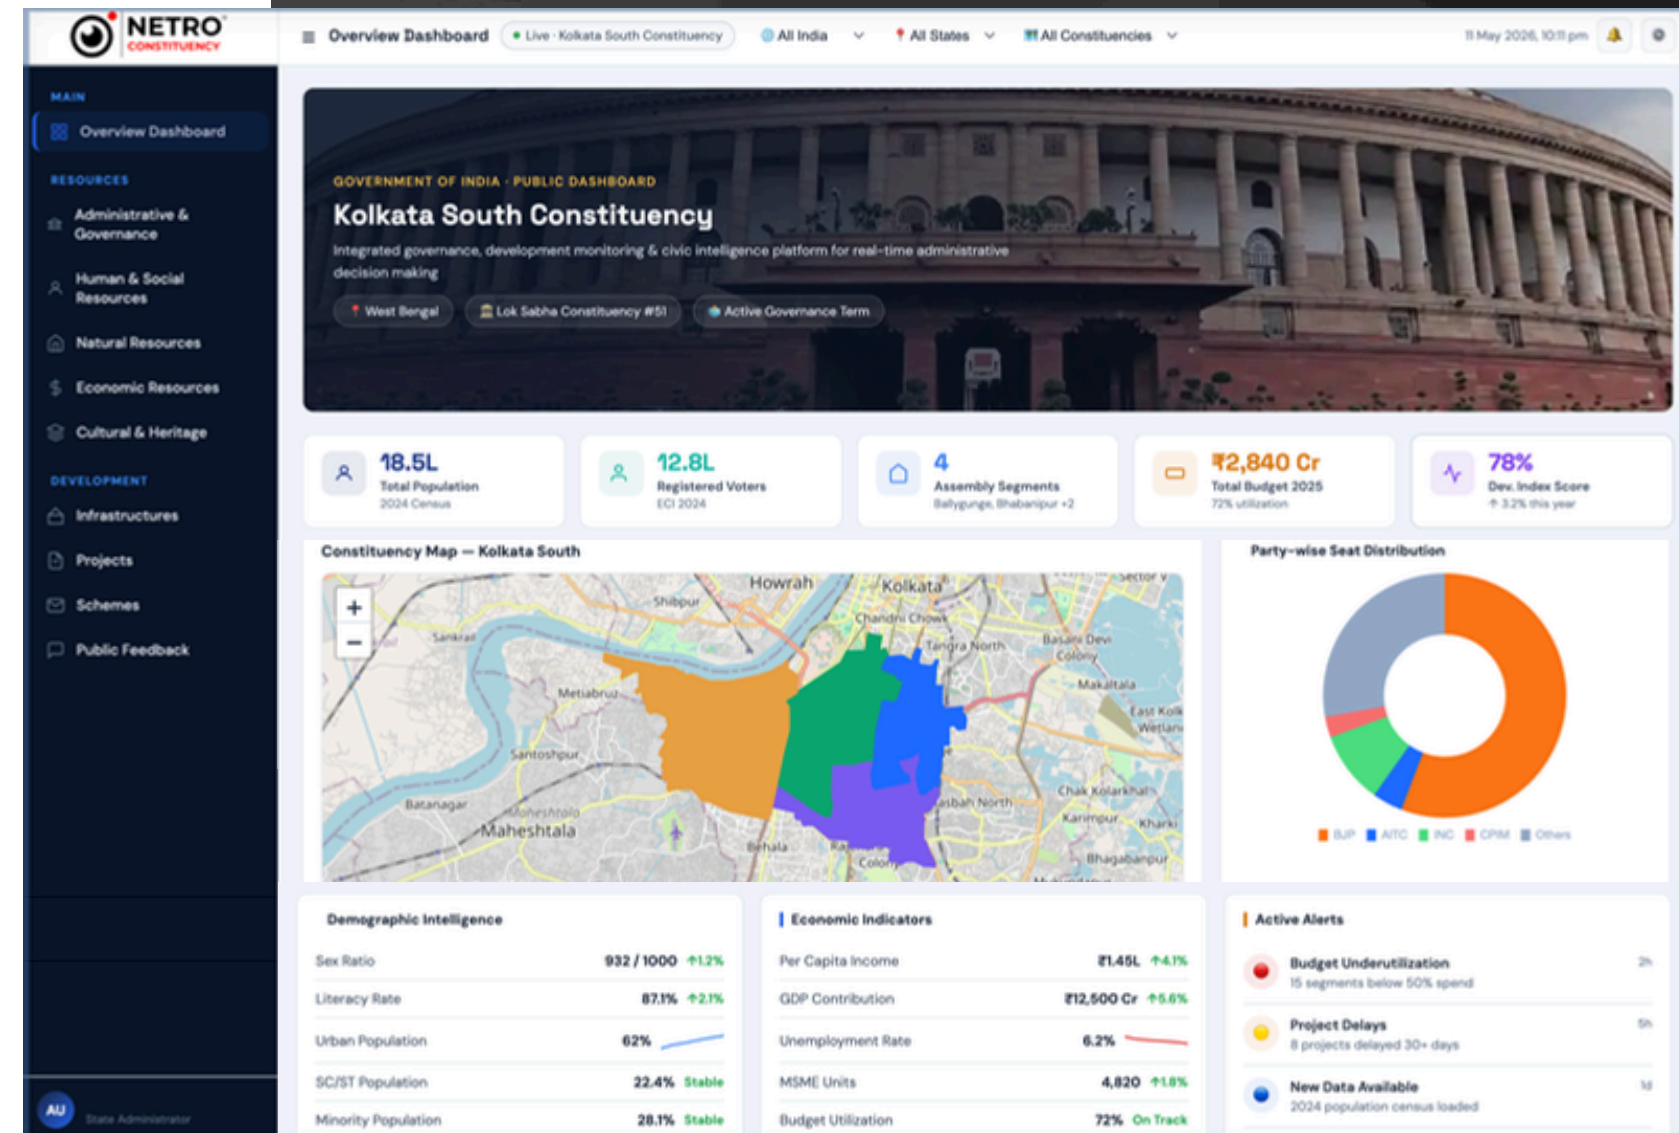 NETRO
CONSTITUENCY
Overview Dashboard
Live · Kolkata South Constituency
All India
All States
All Constituencies
11 May 2026, 10:11 pm
MAIN
Overview Dashboard
RESOURCES
Administrative &
Governance
Human & Social
Resources
Natural Resources
Economic Resources
Cultural & Heritage
DEVELOPMENT
Infrastructures
Projects
Schemes
Public Feedback
AU
State Administrator
GOVERNMENT OF INDIA · PUBLIC DASHBOARD
Kolkata South Constituency
Integrated governance, development monitoring & civic intelligence platform for real-time administrative
decision making
West Bengal
Lok Sabha Constituency #51
Active Governance Term
18.5L
Total Population
2024 Census
12.8L
Registered Voters
ECI 2024
4
Assembly Segments
Ballygunge, Bhabanipur +2
₹2,840 Cr
Total Budget 2025
72% utilization
78%
Dev. Index Score
↑ 3.2% this year
Constituency Map — Kolkata South
+
−
Howrah
Kolkata
Sector V
Shibpur
Chandni Chowk
Sankrail
Tangra North
Basani Devi
Colony
Metiabruz
Makaltala
East Kolk
Wetlan
Santoshpur
Batanagar
Maheshtola
Maheshtala
asbah North
Chak Kolarkhal
Karimpur
Kharki
Behala
Colony
Bhagabanpur
Party-wise Seat Distribution
BJP
AITC
INC
CPIM
Others
Demographic Intelligence
Sex Ratio 932 / 1000 ↑1.2%
Literacy Rate 87.1% ↑2.1%
Urban Population 62%
SC/ST Population 22.4% Stable
Minority Population 28.1% Stable
Economic Indicators
Per Capita Income ₹1.45L ↑4.1%
GDP Contribution ₹12,500 Cr ↑5.6%
Unemployment Rate 6.2%
MSME Units 4,820 ↑1.8%
Budget Utilization 72% On Track
Active Alerts
Budget Underutilization 2h
15 segments below 50% spend
Project Delays 5h
8 projects delayed 30+ days
New Data Available 1d
2024 population census loaded